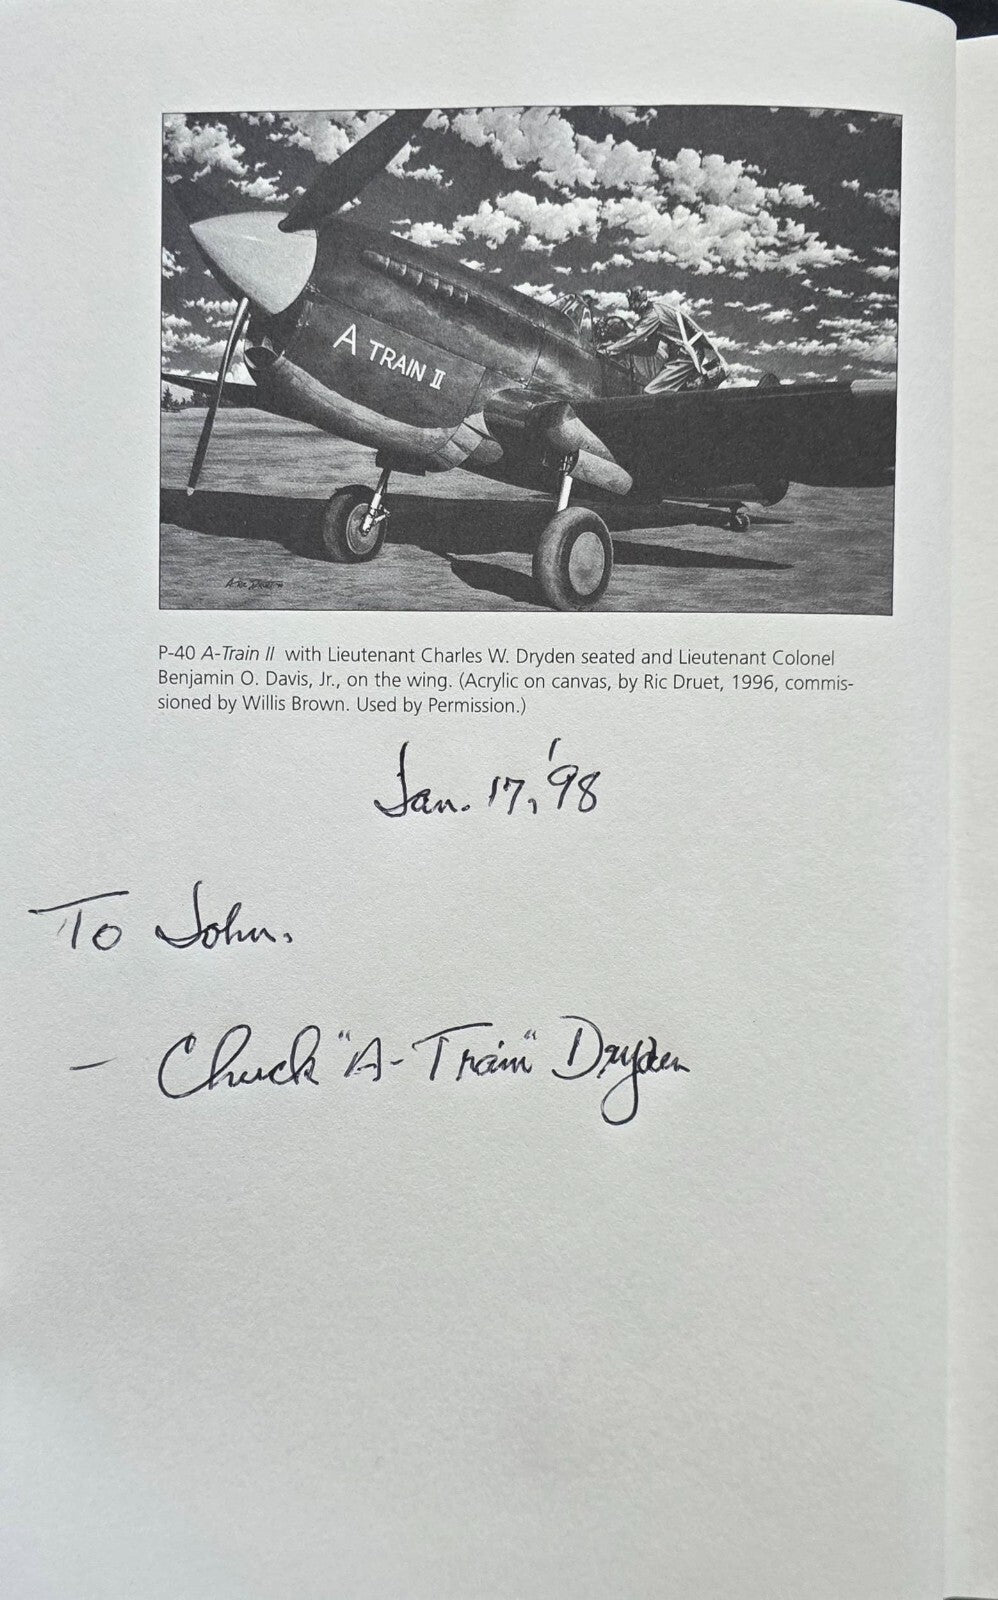 A TRAIN II
P-40 A-Train II with Lieutenant Charles W. Dryden seated and Lieutenant Colonel
Benjamin O. Davis, Jr., on the wing. (Acrylic on canvas, by Ric Druet, 1996, commis-
sioned by Willis Brown. Used by Permission.)
Jan. 17, '98
To John.
- Chuck "A-Train" Dryden